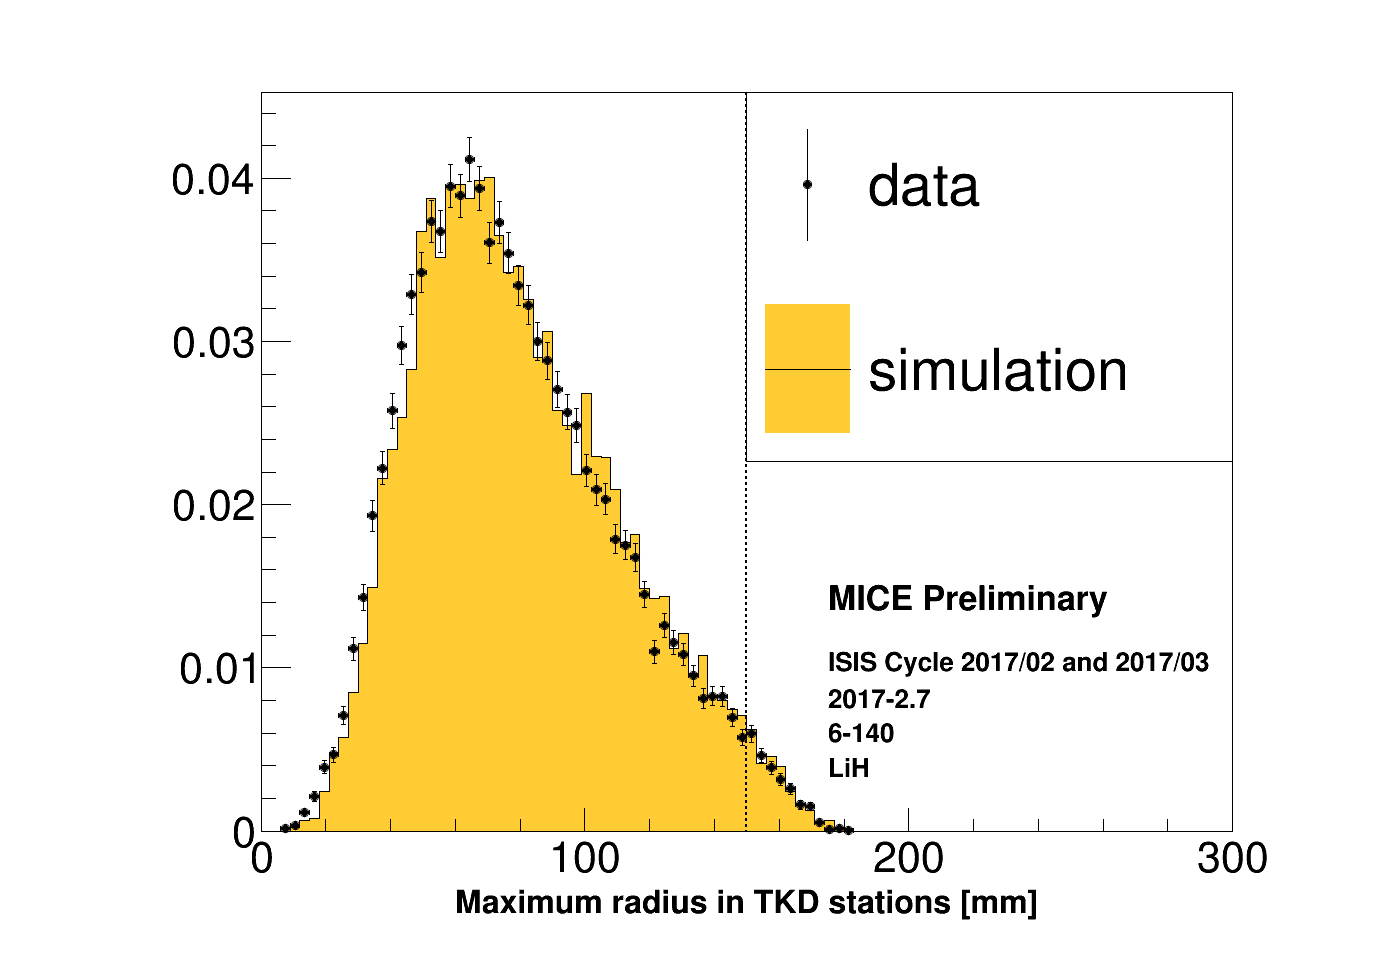 0.04
0.03
0.02
0.01
0
0
100
200
300
Maximum radius in TKD stations [mm]
data
simulation
MICE Preliminary
ISIS Cycle 2017/02 and 2017/03
2017-2.7
6-140
LiH